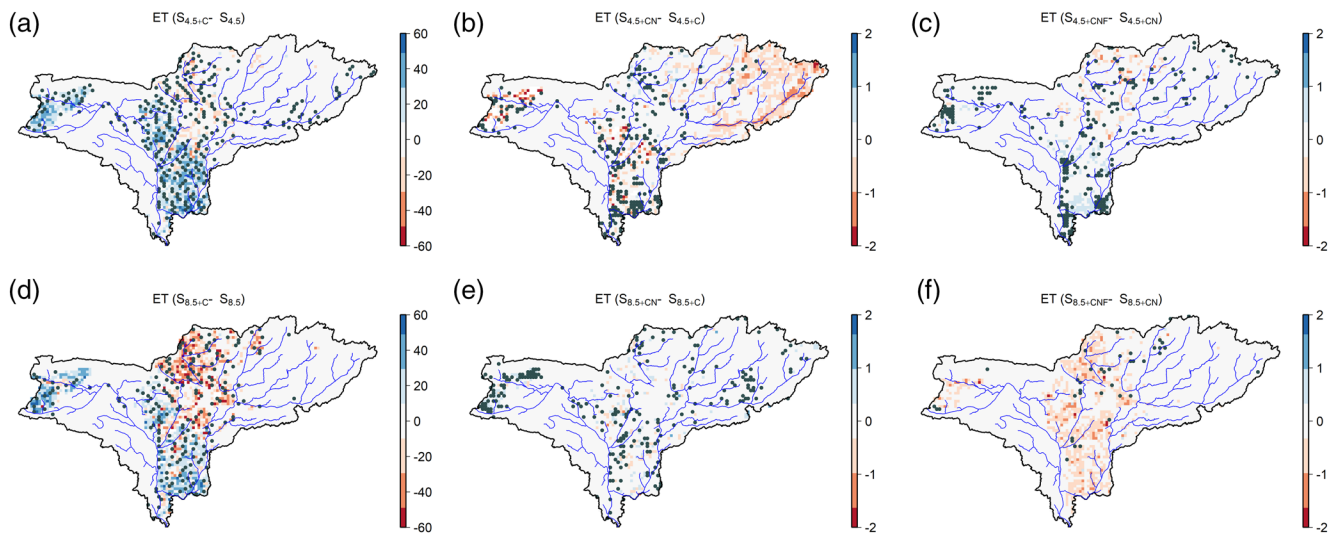 (a)
ET (S4.5+C- S4.5)
60
40
20
0
-20
-40
-60
(b)
ET (S4.5+CN- S4.5+C)
2
1
0
-1
-2
(c)
ET (S4.5+CNF- S4.5+CN)
2
1
0
-1
-2
(d)
ET (S8.5+C- S8.5)
60
40
20
0
-20
-40
-60
(e)
ET (S8.5+CN- S8.5+C)
2
1
0
-1
-2
(f)
ET (S8.5+CNF- S8.5+CN)
2
1
0
-1
-2